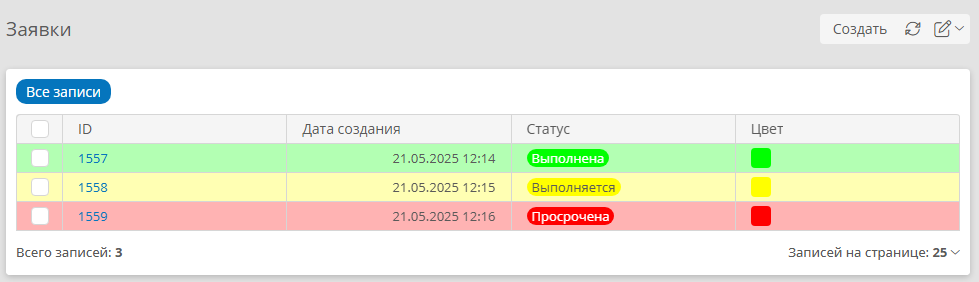 Заявки
Создать
Все записи
ID Дата создания Статус Цвет
1557 21.05.2025 12:14 Выполнена
1558 21.05.2025 12:15 Выполняется
1559 21.05.2025 12:16 Просрочена
Всего записей: 3 Записей на странице: 25